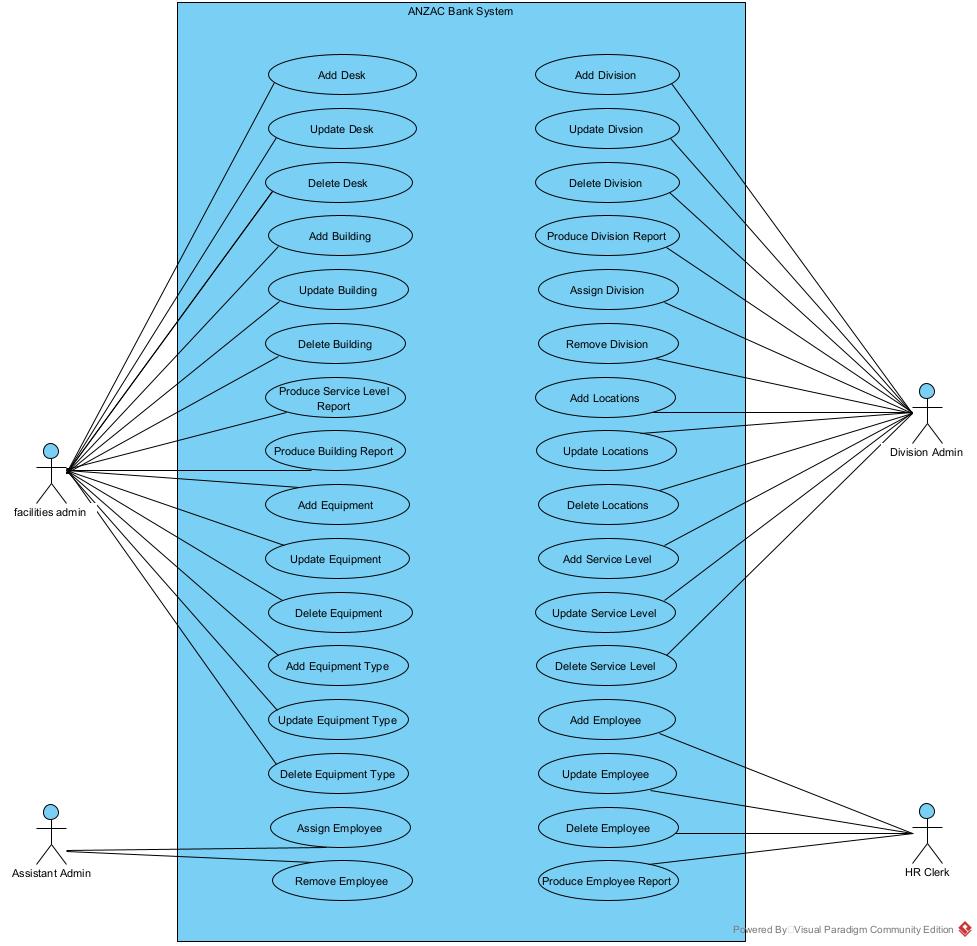 ANZAC Bank System
Add Desk
Update Desk
Delete Desk
Add Building
Update Building
Delete Building
Produce Service Level
Report
Produce Building Report
Add Equipment
Update Equipment
Delete Equipment
Add Equipment Type
Update Equipment Type
Delete Equipment Type
Assign Employee
Remove Employee
Add Division
Update Divsion
Delete Division
Produce Division Report
Assign Division
Remove Division
Add Locations
Update Locations
Delete Locations
Add Service Level
Update Service Level
Delete Service Level
Add Employee
Update Employee
Delete Employee
Produce Employee Report
facilities admin
Assistant Admin
Division Admin
HR Clerk
Powered By Visual Paradigm Community Edition